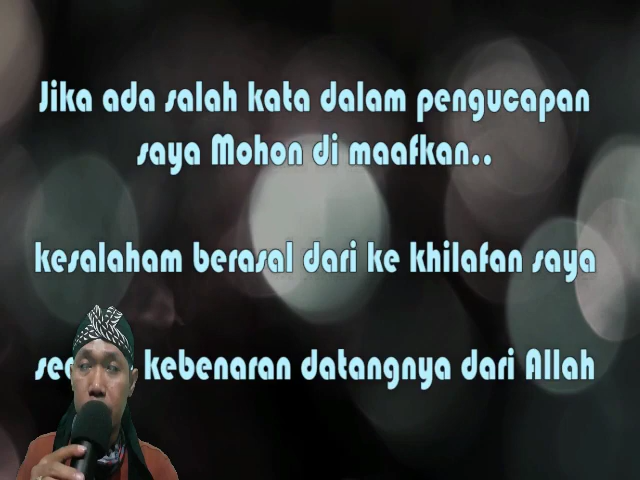 Jika ada salah kata dalam pengucapan
saya Mohon di maafkan..
kesalaham berasal dari ke khilafan saya
kebenaran datangnya dari Allah